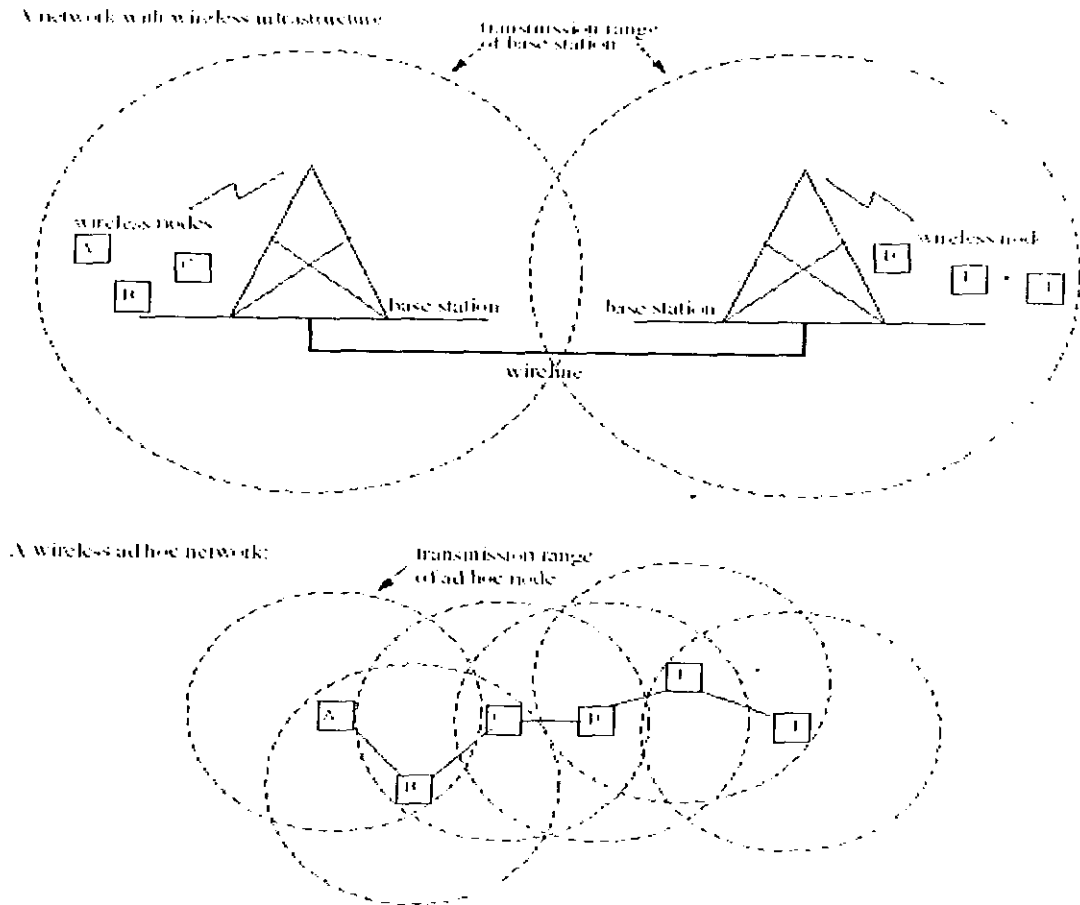 A network with wireless infrastructure
transmission range
of base station
wireless nodes
A
B
base station
wireless node
base station
wireline
A wireless ad hoc network:
transmission range
of ad hoc node
A
B